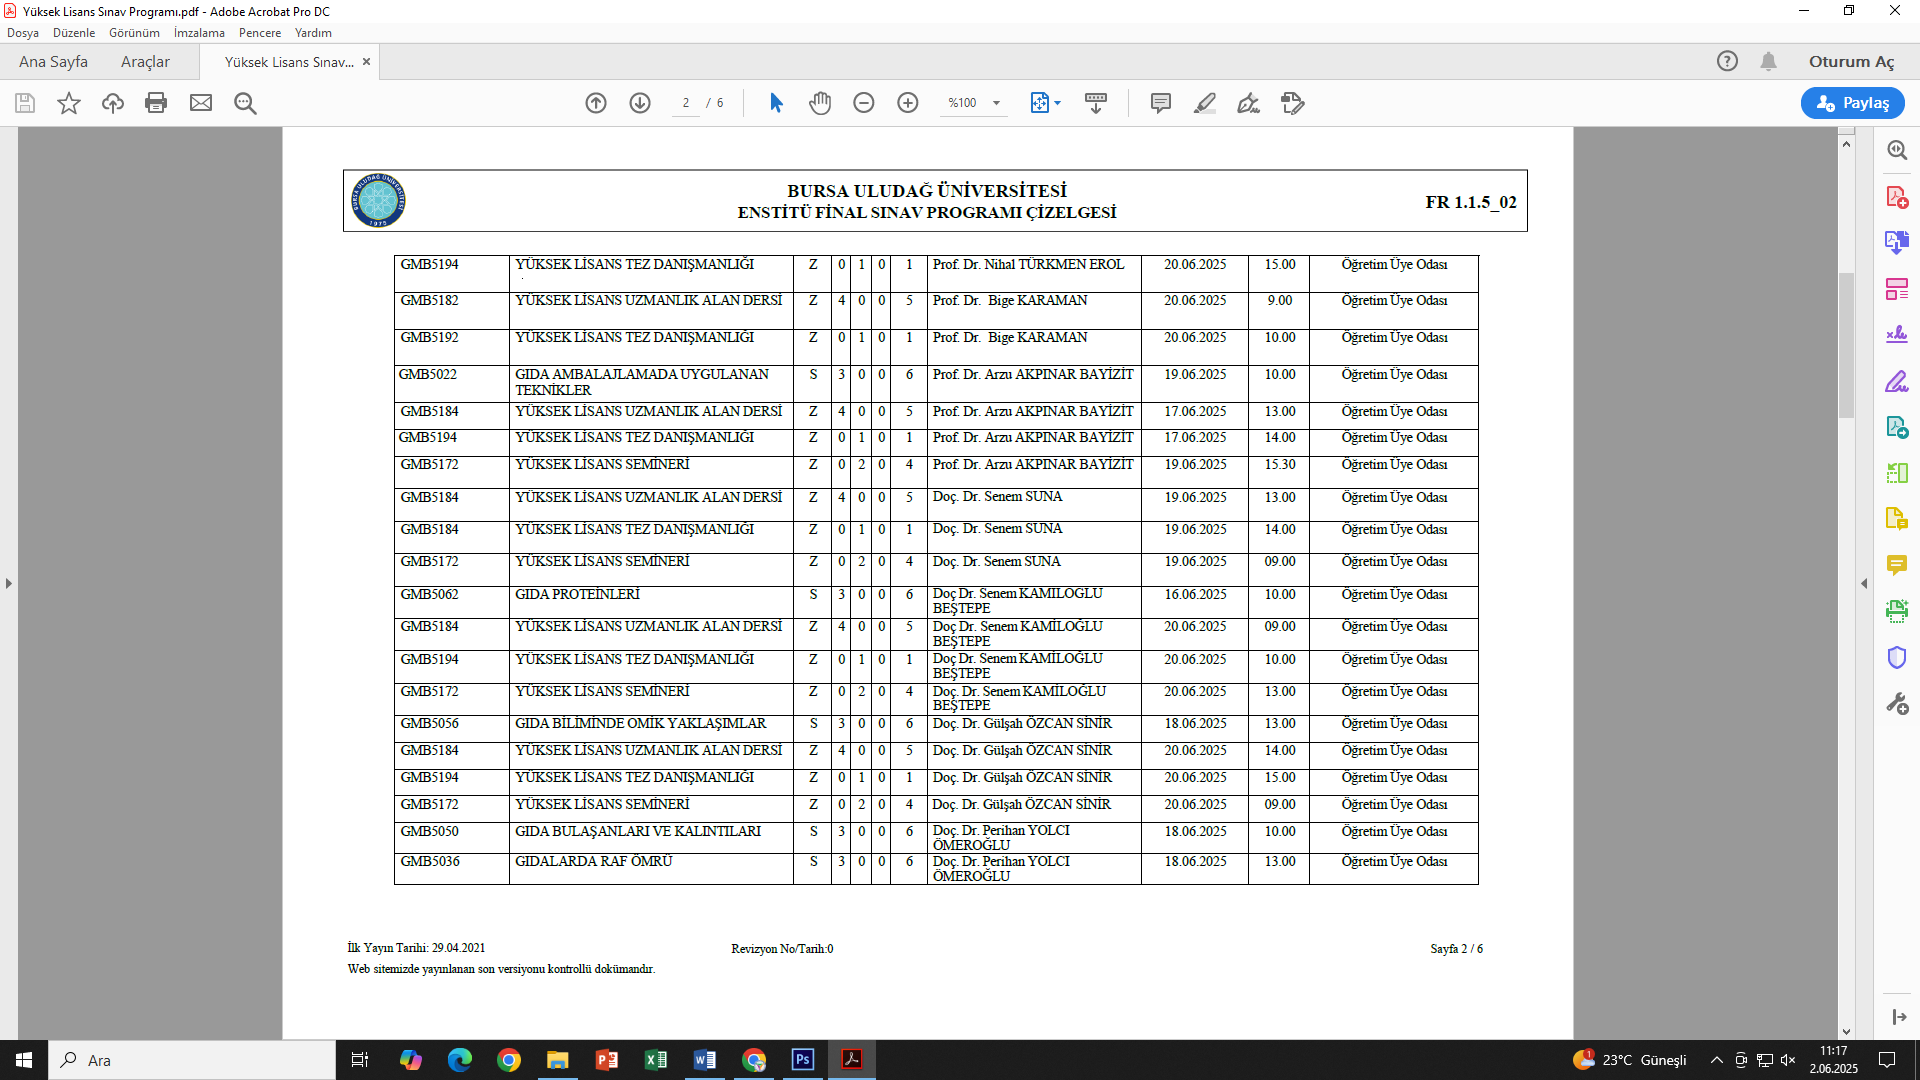 Yüksek Lisans Sınav Programı.pdf - Adobe Acrobat Pro DC
Dosya Düzenle Görünüm İmzalama Pencere Yardım
Ana Sayfa Araçlar Yüksek Lisans Sınav... × Oturum Aç
2 / 6 %100 Paylaş
BURSA ULUDAĞ ÜNİVERSİTESİ
ENSTİTÜ FİNAL SINAV PROGRAMI ÇİZELGESİ
FR 1.1.5_02
BURSA ULUDAĞ ÜNİVERSİTESİ
1975
GMB5194 YÜKSEK LİSANS TEZ DANIŞMANLIĞI Z 0 1 0 1 Prof. Dr. Nihal TÜRKMEN EROL 20.06.2025 15.00 Öğretim Üye Odası
GMB5182 YÜKSEK LİSANS UZMANLIK ALAN DERSİ Z 4 0 0 5 Prof. Dr. Bige KARAMAN 20.06.2025 9.00 Öğretim Üye Odası
GMB5192 YÜKSEK LİSANS TEZ DANIŞMANLIĞI Z 0 1 0 1 Prof. Dr. Bige KARAMAN 20.06.2025 10.00 Öğretim Üye Odası
GMB5022 GIDA AMBALAJLAMADA UYGULANAN S 3 0 0 6 Prof. Dr. Arzu AKPINAR BAYİZİT 19.06.2025 10.00 Öğretim Üye Odası
TEKNİKLER
GMB5184 YÜKSEK LİSANS UZMANLIK ALAN DERSİ Z 4 0 0 5 Prof. Dr. Arzu AKPINAR BAYİZİT 17.06.2025 13.00 Öğretim Üye Odası
GMB5194 YÜKSEK LİSANS TEZ DANIŞMANLIĞI Z 0 1 0 1 Prof. Dr. Arzu AKPINAR BAYİZİT 17.06.2025 14.00 Öğretim Üye Odası
GMB5172 YÜKSEK LİSANS SEMİNERİ Z 0 2 0 4 Prof. Dr. Arzu AKPINAR BAYİZİT 19.06.2025 15.30 Öğretim Üye Odası
GMB5184 YÜKSEK LİSANS UZMANLIK ALAN DERSİ Z 4 0 0 5 Doç. Dr. Senem SUNA 19.06.2025 13.00 Öğretim Üye Odası
GMB5184 YÜKSEK LİSANS TEZ DANIŞMANLIĞI Z 0 1 0 1 Doç. Dr. Senem SUNA 19.06.2025 14.00 Öğretim Üye Odası
GMB5172 YÜKSEK LİSANS SEMİNERİ Z 0 2 0 4 Doç. Dr. Senem SUNA 19.06.2025 09.00 Öğretim Üye Odası
GMB5062 GIDA PROTEİNLERİ S 3 0 0 6 Doç Dr. Senem KAMILOGLU 16.06.2025 10.00 Öğretim Üye Odası
BEŞTEPE
GMB5184 YÜKSEK LİSANS UZMANLIK ALAN DERSİ Z 4 0 0 5 Doç Dr. Senem KAMİLOĞLU 20.06.2025 09.00 Öğretim Üye Odası
BEŞTEPE
GMB5194 YÜKSEK LİSANS TEZ DANIŞMANLIĞI Z 0 1 0 1 Doç Dr. Senem KAMİLOĞLU 20.06.2025 10.00 Öğretim Üye Odası
BEŞTEPE
GMB5172 YÜKSEK LİSANS SEMİNERİ Z 0 2 0 4 Doç. Dr. Senem KAMİLOĞLU 20.06.2025 13.00 Öğretim Üye Odası
BEŞTEPE
GMB5056 GIDA BİLİMİNDE OMİK YAKLAŞIMLAR S 3 0 0 6 Doç. Dr. Gülşah ÖZCAN SİNİR 18.06.2025 13.00 Öğretim Üye Odası
GMB5184 YÜKSEK LİSANS UZMANLIK ALAN DERSİ Z 4 0 0 5 Doç. Dr. Gülşah ÖZCAN SİNİR 20.06.2025 14.00 Öğretim Üye Odası
GMB5194 YÜKSEK LİSANS TEZ DANIŞMANLIĞI Z 0 1 0 1 Doç. Dr. Gülşah ÖZCAN SİNİR 20.06.2025 15.00 Öğretim Üye Odası
GMB5172 YÜKSEK LİSANS SEMİNERİ Z 0 2 0 4 Doç. Dr. Gülşah ÖZCAN SİNİR 20.06.2025 09.00 Öğretim Üye Odası
GMB5050 GIDA BULAŞANLARI VE KALINTILARI S 3 0 0 6 Doç. Dr. Perihan YOLCI 18.06.2025 10.00 Öğretim Üye Odası
ÖMEROĞLU
GMB5036 GIDALARDA RAF ÖMRÜ S 3 0 0 6 Doç. Dr. Perihan YOLCI 18.06.2025 13.00 Öğretim Üye Odası
ÖMEROĞLU
İlk Yayın Tarihi: 29.04.2021 Revizyon No/Tarih:0 Sayfa 2 / 6
Web sitemizde yayınlanan son versiyonu kontrollü dokümandır.
Ara 1 23°C Güneşli 11:17
2.06.2025